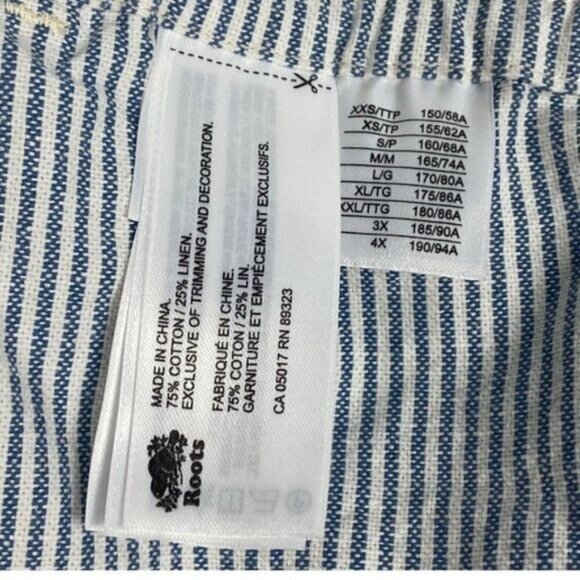 MADE IN CHINA.
75% COTTON / 25% LINEN.
EXCLUSIVE OF TRIMMING AND DECORATION.
FABRIQUÉ EN CHINE.
75% COTON / 25% LIN.
GARNITURE ET EMPIÈCEMENT EXCLUSIFS.
CA 05017 RN 89323
Roots
XXS/TTP 150/58A
XS/TP 155/62A
S/P 160/68A
M/M 165/74A
L/G 170/80A
XL/TG 175/86A
XXL/TTG 180/86A
3X 185/90A
4X 190/94A